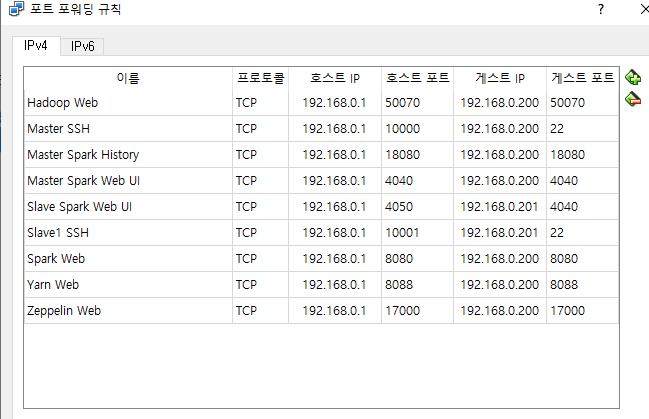 포트 포워딩 규칙 ?
IPv4 IPv6
이름 프로토콜 호스트 IP 호스트 포트 게스트 IP 게스트 포트
Hadoop Web TCP 192.168.0.1 50070 192.168.0.200 50070
Master SSH TCP 192.168.0.1 10000 192.168.0.200 22
Master Spark History TCP 192.168.0.1 18080 192.168.0.200 18080
Master Spark Web UI TCP 192.168.0.1 4040 192.168.0.200 4040
Slave Spark Web UI TCP 192.168.0.1 4050 192.168.0.201 4040
Slave1 SSH TCP 192.168.0.1 10001 192.168.0.201 22
Spark Web TCP 192.168.0.1 8080 192.168.0.200 8080
Yarn Web TCP 192.168.0.1 8088 192.168.0.200 8088
Zeppelin Web TCP 192.168.0.1 17000 192.168.0.200 17000